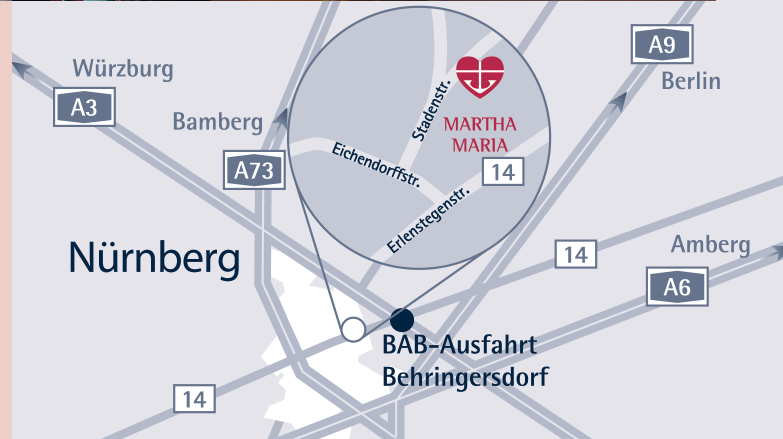 A9
Würzburg
Berlin
A3
Stadenstr.
Bamberg
MARTHA
MARIA
Eichendorffstr.
A73
14
Erlenstegenstr.
Nürnberg
Amberg
14
A6
BAB-Ausfahrt
Behringersdorf
14